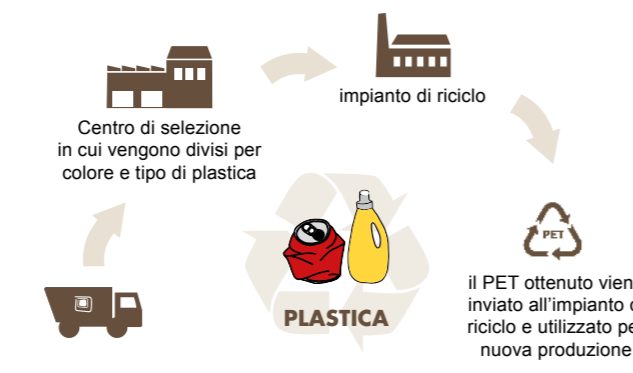 Centro di selezione
in cui vengono divisi per
colore e tipo di plastica
impianto di riciclo
PET
il PET ottenuto vien
inviato all'impianto
riciclo e utilizzato pe
nuova produzione
PLASTICA